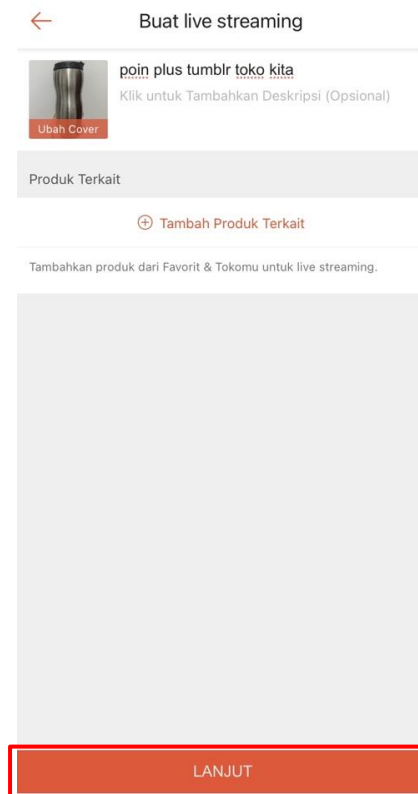 Buat live streaming
poin plus tumblr toko kita
Klik untuk Tambahkan Deskripsi (Opsional)
Ubah Cover
Produk Terkait
Tambah Produk Terkait
Tambahkan produk dari Favorit & Tokomu untuk live streaming.
LANJUT